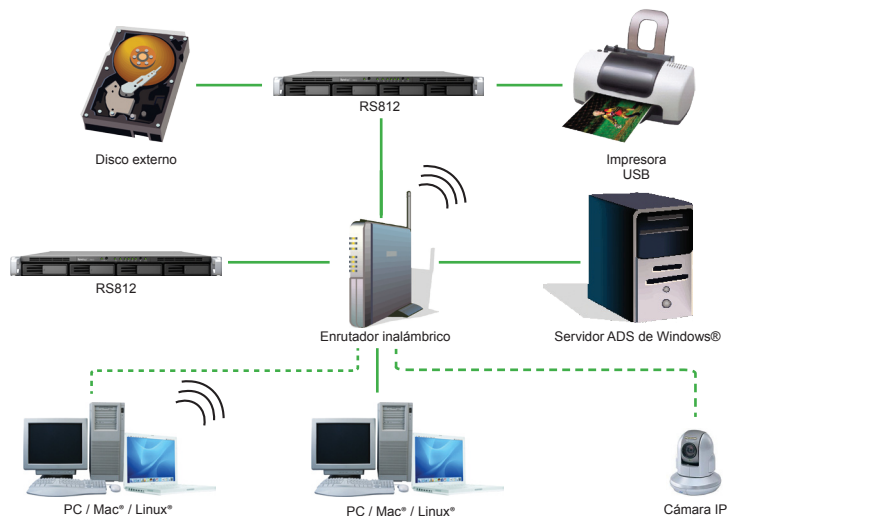 RS812
Disco externo
Impresora
USB
RS812
Enrutador inalámbrico
Servidor ADS de Windows®
PC / Mac® / Linux®
PC / Mac® / Linux®
Cámara IP